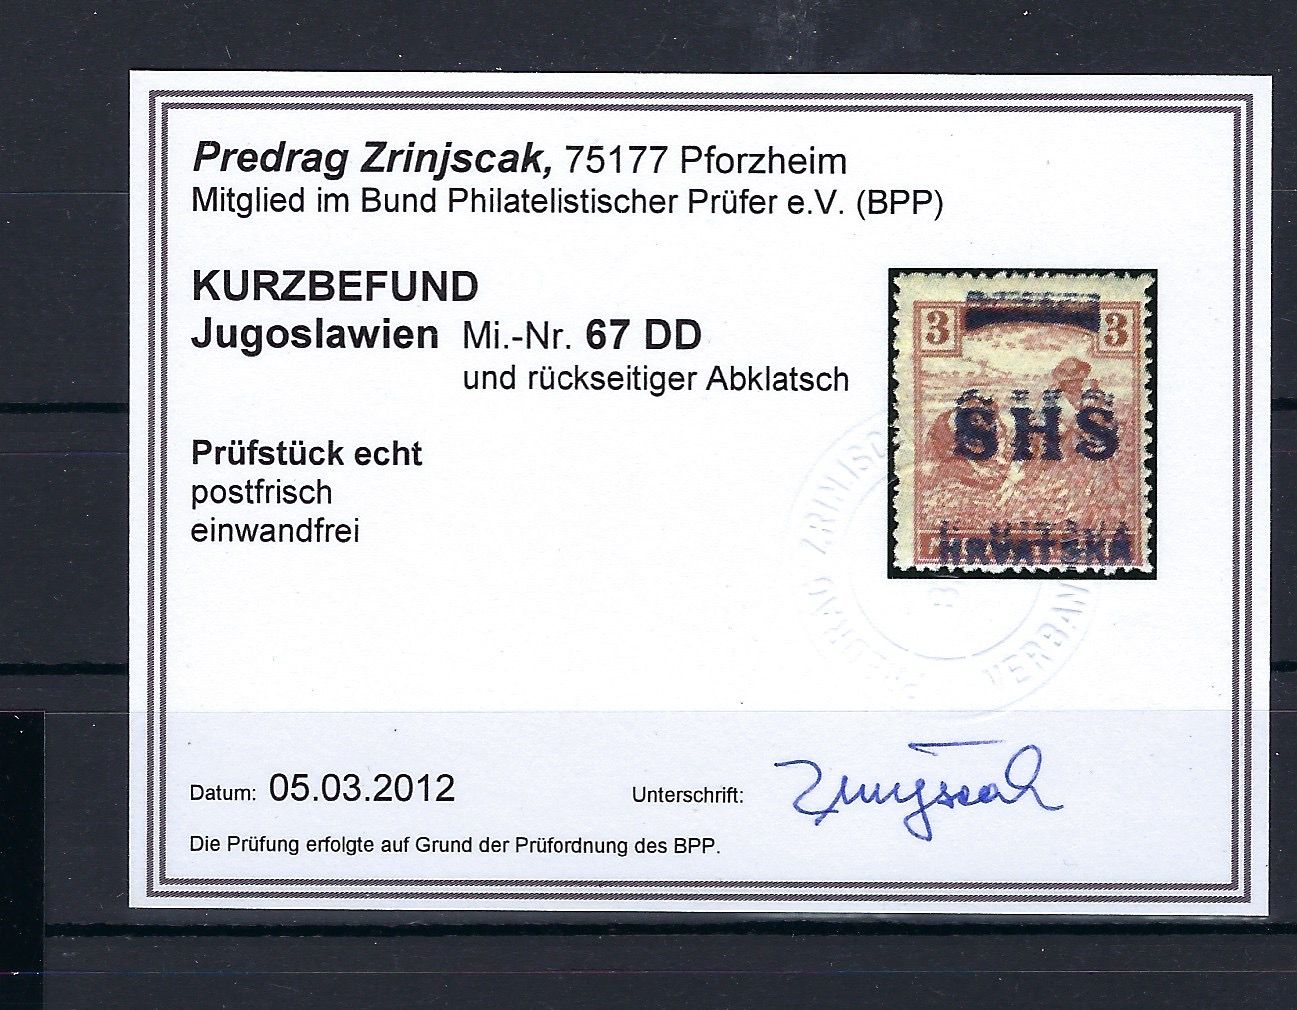 Predrag Zrinjscak, 75177 Pforzheim
Mitglied im Bund Philatelistischer Prüfer e.V. (BPP)
KURZBEFUND
Jugoslawien Mi.-Nr. 67 DD
und rückseitiger Abklatsch
3 3
SHS
HRVATSKA
Prüfstück echt
postfrisch
einwandfrei
VERBAN
Datum: 05.03.2012 Unterschrift: Zrinjscak
Die Prüfung erfolgte auf Grund der Prüfordnung des BPP.